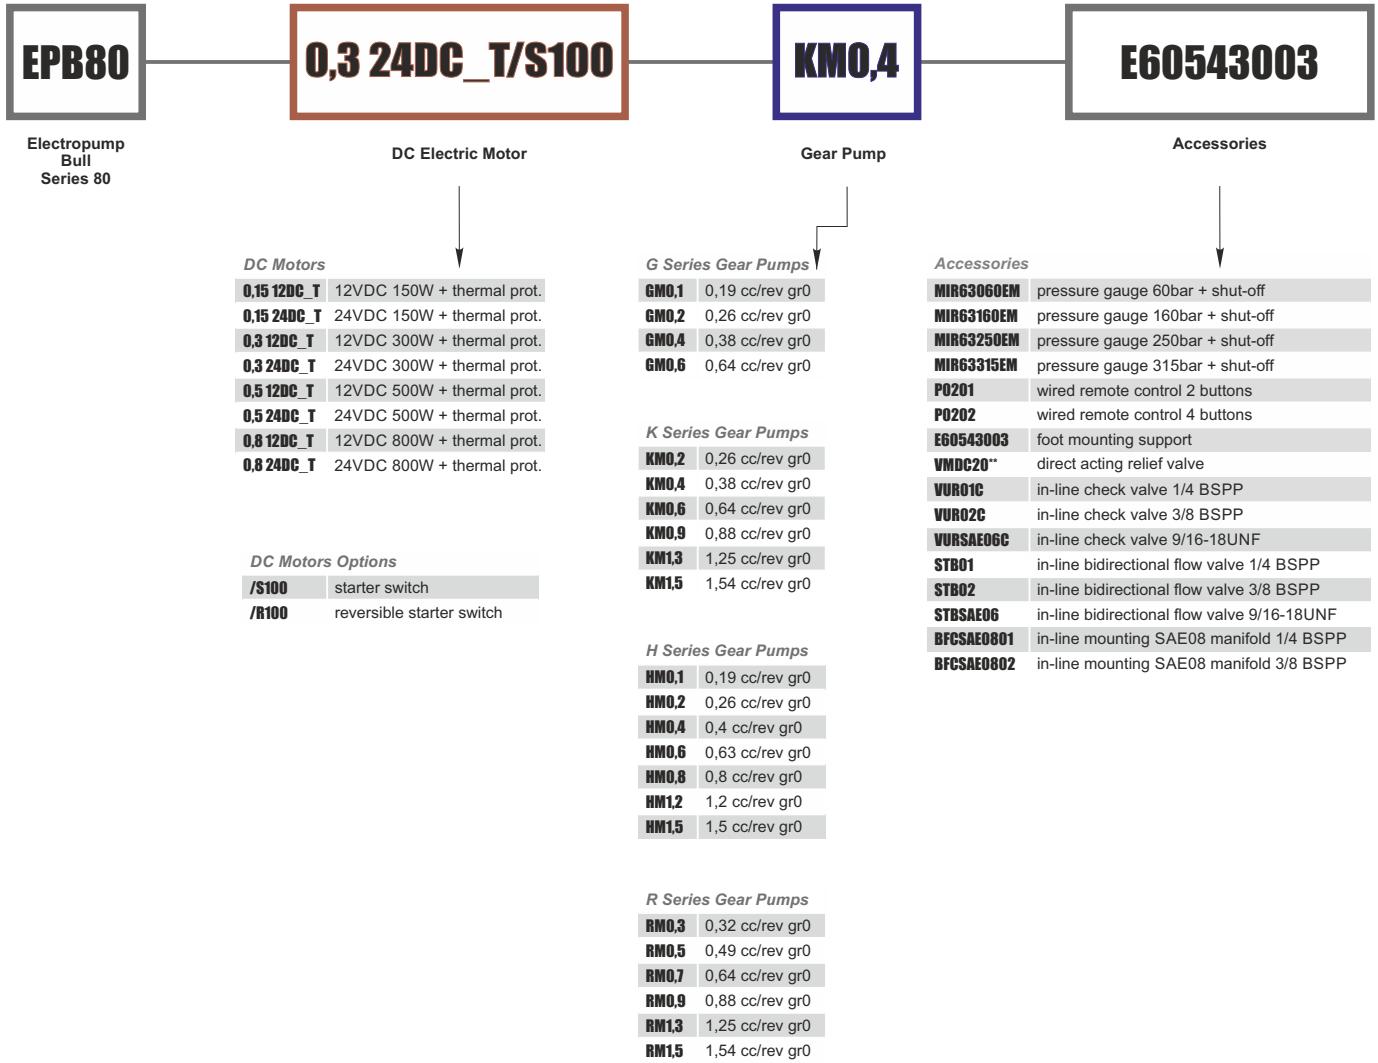 EPB80
0,3 24DC_T/S100
KM0,4
E60543003
Electropump
Bull
Series 80
DC Electric Motor
Gear Pump
Accessories
DC Motors
0,15 12DC_T 12VDC 150W + thermal prot.
0,15 24DC_T 24VDC 150W + thermal prot.
0,3 12DC_T 12VDC 300W + thermal prot.
0,3 24DC_T 24VDC 300W + thermal prot.
0,5 12DC_T 12VDC 500W + thermal prot.
0,5 24DC_T 24VDC 500W + thermal prot.
0,8 12DC_T 12VDC 800W + thermal prot.
0,8 24DC_T 24VDC 800W + thermal prot.
DC Motors Options
/S100 starter switch
/R100 reversible starter switch
G Series Gear Pumps
GM0,1 0,19 cc/rev gr0
GM0,2 0,26 cc/rev gr0
GM0,4 0,38 cc/rev gr0
GM0,6 0,64 cc/rev gr0
K Series Gear Pumps
KM0,2 0,26 cc/rev gr0
KM0,4 0,38 cc/rev gr0
KM0,6 0,64 cc/rev gr0
KM0,9 0,88 cc/rev gr0
KM1,3 1,25 cc/rev gr0
KM1,5 1,54 cc/rev gr0
H Series Gear Pumps
HM0,1 0,19 cc/rev gr0
HM0,2 0,26 cc/rev gr0
HM0,4 0,4 cc/rev gr0
HM0,6 0,63 cc/rev gr0
HM0,8 0,8 cc/rev gr0
HM1,2 1,2 cc/rev gr0
HM1,5 1,5 cc/rev gr0
R Series Gear Pumps
RM0,3 0,32 cc/rev gr0
RM0,5 0,49 cc/rev gr0
RM0,7 0,64 cc/rev gr0
RM0,9 0,88 cc/rev gr0
RM1,3 1,25 cc/rev gr0
RM1,5 1,54 cc/rev gr0
Accessories
MIR63060EM pressure gauge 60bar + shut-off
MIR63160EM pressure gauge 160bar + shut-off
MIR63250EM pressure gauge 250bar + shut-off
MIR63315EM pressure gauge 315bar + shut-off
P0201 wired remote control 2 buttons
P0202 wired remote control 4 buttons
E60543003 foot mounting support
VMDC20** direct acting relief valve
VUR01C in-line check valve 1/4 BSPP
VUR02C in-line check valve 3/8 BSPP
VURSAE06C in-line check valve 9/16-18UNF
STB01 in-line bidirectional flow valve 1/4 BSPP
STB02 in-line bidirectional flow valve 3/8 BSPP
STBSAE06 in-line bidirectional flow valve 9/16-18UNF
BFCSAE0801 in-line mounting SAE08 manifold 1/4 BSPP
BFCSAE0802 in-line mounting SAE08 manifold 3/8 BSPP